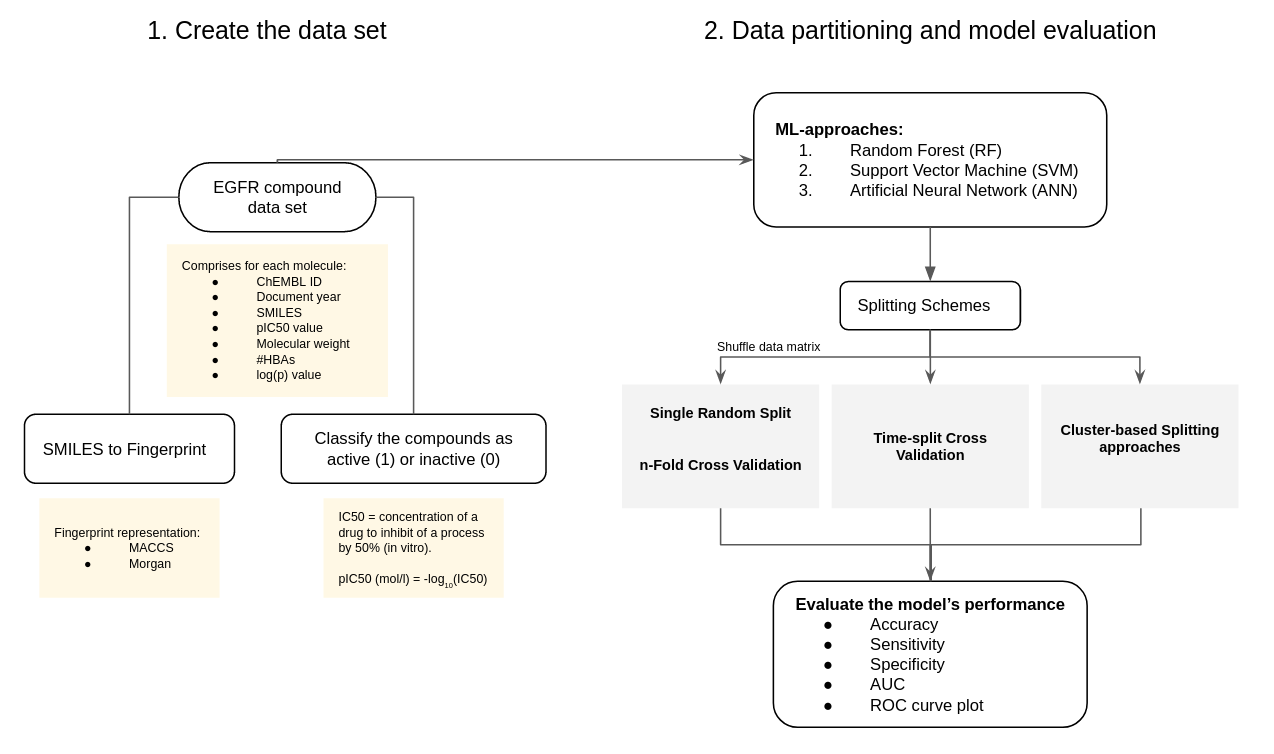 1. Create the data set
EGFR compound
data set
Comprises for each molecule:
● ChEMBL ID
● Document year
● SMILES
● pIC50 value
● Molecular weight
● #HBAs
● log(p) value
SMILES to Fingerprint
Classify the compounds as
active (1) or inactive (0)
Fingerprint representation:
● MACCS
● Morgan
IC50 = concentration of a
drug to inhibit of a process
by 50% (in vitro).
pIC50 (mol/l) = -log10(IC50)
2. Data partitioning and model evaluation
ML-approaches:
1. Random Forest (RF)
2. Support Vector Machine (SVM)
3. Artificial Neural Network (ANN)
Splitting Schemes
Shuffle data matrix
Single Random Split
n-Fold Cross Validation
Time-split Cross
Validation
Cluster-based Splitting
approaches
Evaluate the model’s performance
● Accuracy
● Sensitivity
● Specificity
● AUC
● ROC curve plot